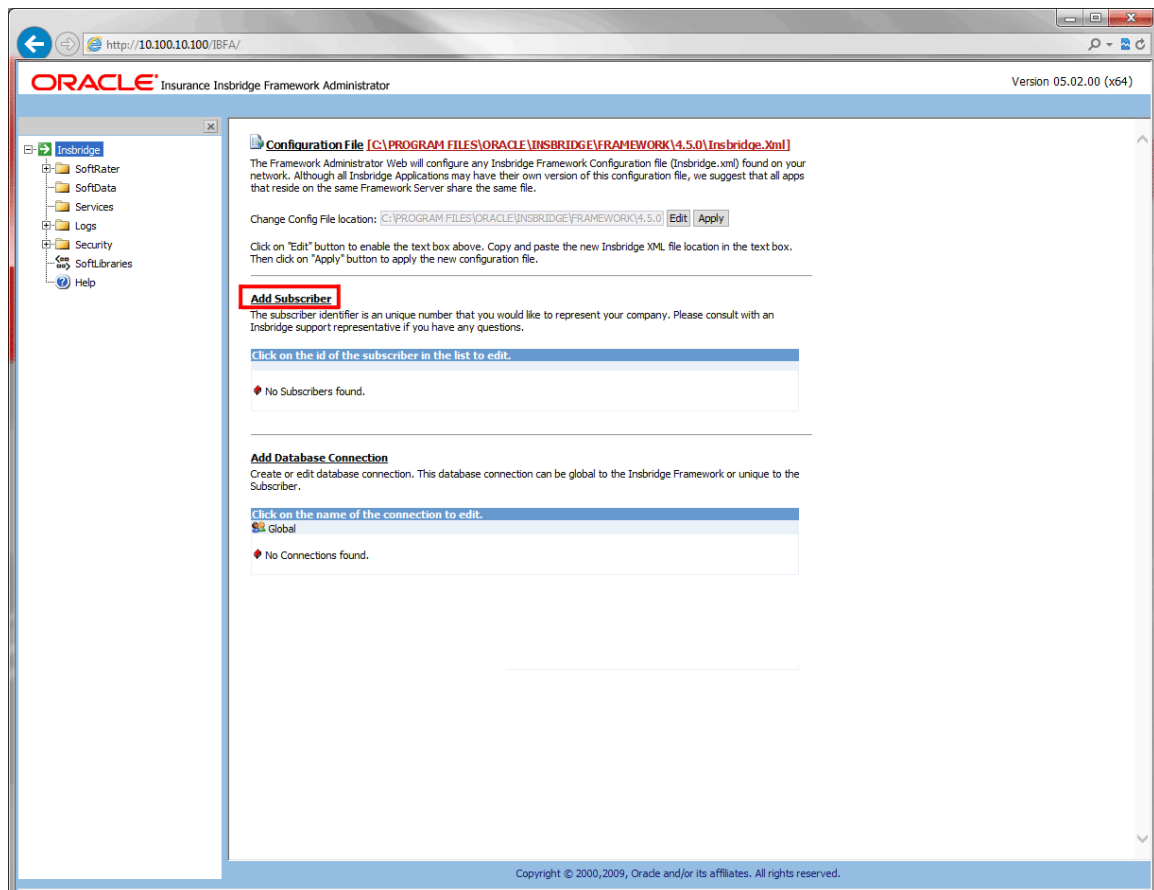 http://10.100.10.100/IBFA/
ORACLE Insurance Insbridge Framework Administrator
Version 05.02.00 (x64)
Insbridge
SoftRater
SoftData
Services
Logs
Security
SoftLibraries
Help
Configuration File [C:\PROGRAM FILES\ORACLE\INSBRIDGE\FRAMEWORK\4.5.0\Insbridge.Xml]
The Framework Administrator Web will configure any Insbridge Framework Configuration file (Insbridge.xml) found on your
network. Although all Insbridge Applications may have their own version of this configuration file, we suggest that all apps
that reside on the same Framework Server share the same file.
Change Config File location: C:\PROGRAM FILES\ORACLE\INSBRIDGE\FRAMEWORK\4.5.0 Edit Apply
Click on "Edit" button to enable the text box above. Copy and paste the new Insbridge XML file location in the text box.
Then click on "Apply" button to apply the new configuration file.
Add Subscriber
The subscriber identifier is an unique number that you would like to represent your company. Please consult with an
Insbridge support representative if you have any questions.
Click on the id of the subscriber in the list to edit.
No Subscribers found.
Add Database Connection
Create or edit database connection. This database connection can be global to the Insbridge Framework or unique to the
Subscriber.
Click on the name of the connection to edit.
Global
No Connections found.
Copyright © 2000,2009, Oracle and/or its affiliates. All rights reserved.